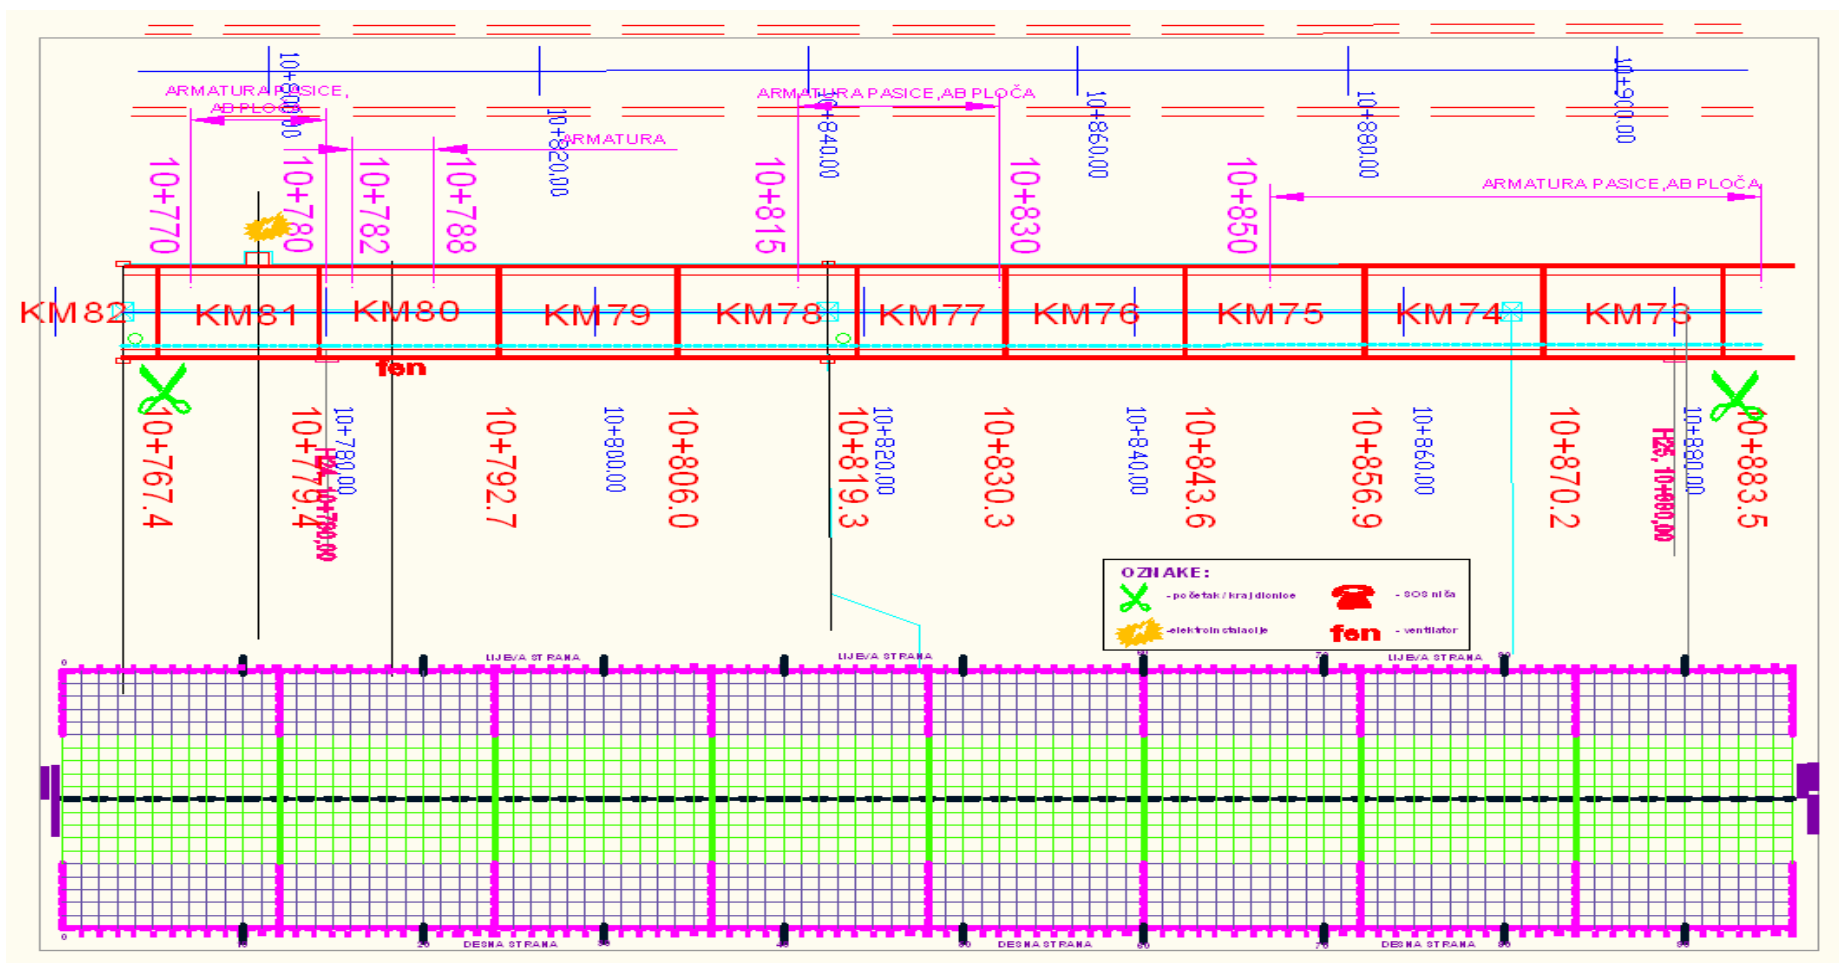 10+800.00
10+820.00
10+840.00
10+860.00
10+880.00
10+900.00
ARMATURA PASICE,
AB PLOČA
ARMATURA
ARMATURA PASICE, AB PLOČA
ARMATURA PASICE, AB PLOČA
10+770
10+780
10+782
10+788
10+815
10+830
10+850
KM82
KM81
KM80
KM79
KM78
KM77
KM76
KM75
KM74
KM73
fen
10+767.4
10+779.4
10+780.00
10+792.7
10+800.00
10+806.0
10+819.3
10+820.00
10+830.3
10+840.00
10+843.6
10+856.9
10+860.00
10+870.2
10+880.00
10+883.5
OZNAKE:
- početak / kraj dionice
- SOS niša
-elektroinstalacije
fen - ventilator
0
LIJEVA STRANA
LIJEVA STRANA
LIJEVA STRANA
0
DESNA STRANA
DESNA STRANA
DESNA STRANA